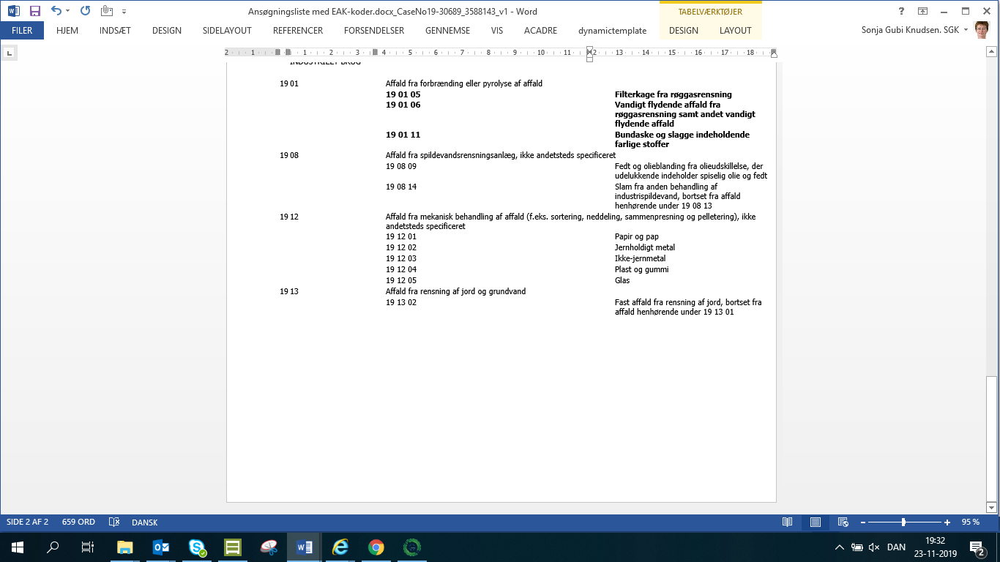 Ansøgningsliste med EAK-koder.docx_CaseNo19-30689_3588143_v1 - Word
TABELVÆRKTØJER
?
FILER HJEM INDSÆT DESIGN SIDELAYOUT REFERENCER FORSENDELSER GENNEMSE VIS ACADRE dynamictemplate DESIGN LAYOUT
Sonja Gubi Knudsen. SGK
2 1 1 2 3 4 5 6 7 8 9 10 11 12 13 14 15 16 17 18
INDUSTRIELT BRUG
19 01 Affald fra forbrænding eller pyrolyse af affald
19 01 05 Filterkage fra røggasrensning
19 01 06 Vandigt flydende affald fra
røggasrensning samt andet vandigt
flydende affald
19 01 11 Bundaske og slagge indeholdende
farlige stoffer
19 08 Affald fra spildevandsrensningsanlæg, ikke andetsteds specificeret
19 08 09 Fedt og olieblanding fra olieudskillelse, der
udelukkende indeholder spiselig olie og fedt
19 08 14 Slam fra anden behandling af
industrispildevand, bortset fra affald
henhørende under 19 08 13
19 12 Affald fra mekanisk behandling af affald (f.eks. sortering, neddeling, sammenpresning og pelletering), ikke
andetsteds specificeret
19 12 01 Papir og pap
19 12 02 Jernholdigt metal
19 12 03 Ikke-jernmetal
19 12 04 Plast og gummi
19 12 05 Glas
19 13 Affald fra rensning af jord og grundvand
19 13 02 Fast affald fra rensning af jord, bortset fra
affald henhørende under 19 13 01
SIDE 2 AF 2 659 ORD DANSK 95 %
DAN
19:32
23-11-2019
2